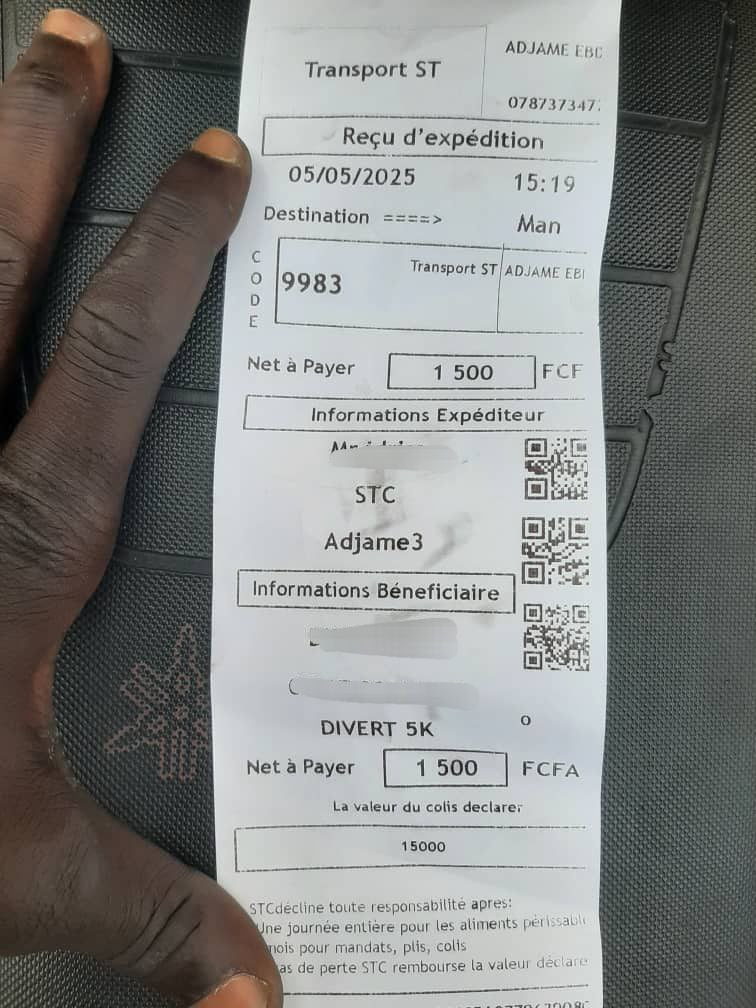 Transport ST
ADJAME EBD
078737347
Reçu d'expédition
05/05/2025
15:19
Destination ====>
Man
CODE
9983
Transport ST
ADJAME EBI
Net à Payer
1 500
FCF
Informations Expéditeur
STC
Adjame3
Informations Béneficiaire
DIVERT 5K
o
Net à Payer
1 500
FCFA
La valeur du colis declarer
15000
STCdécline toute responsabilité apres:
Une journée entière pour les aliments périssabl
mois pour mandats, plis, colis
as de perte STC rembourse la valeur déclare